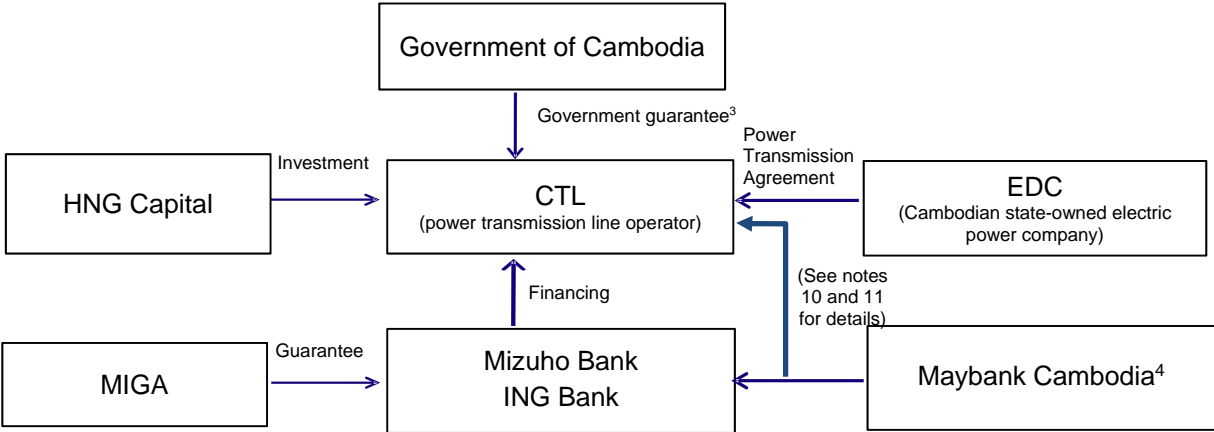 Government of Cambodia
Government guarantee3
Power
Transmission
Agreement
Investment
HNG Capital
CTL
(power transmission line operator)
EDC
(Cambodian state-owned electric
power company)
Financing
(See notes
10 and 11
for details)
Guarantee
MIGA
Mizuho Bank
ING Bank
Maybank Cambodia4